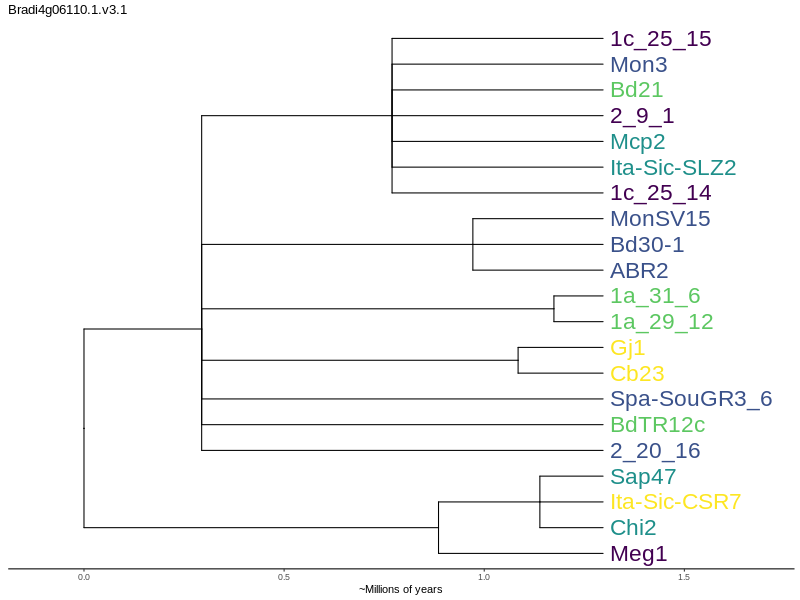 Bradi4g06110.1.v3.1
1c_25_15
Mon3
Bd21
2_9_1
Mcp2
Ita-Sic-SLZ2
1c_25_14
MonSV15
Bd30-1
ABR2
1a_31_6
1a_29_12
Gj1
Cb23
Spa-SouGR3_6
BdTR12c
2_20_16
Sap47
Ita-Sic-CSR7
Chi2
Meg1
0.0 0.5 1.0 1.5
~Millions of years